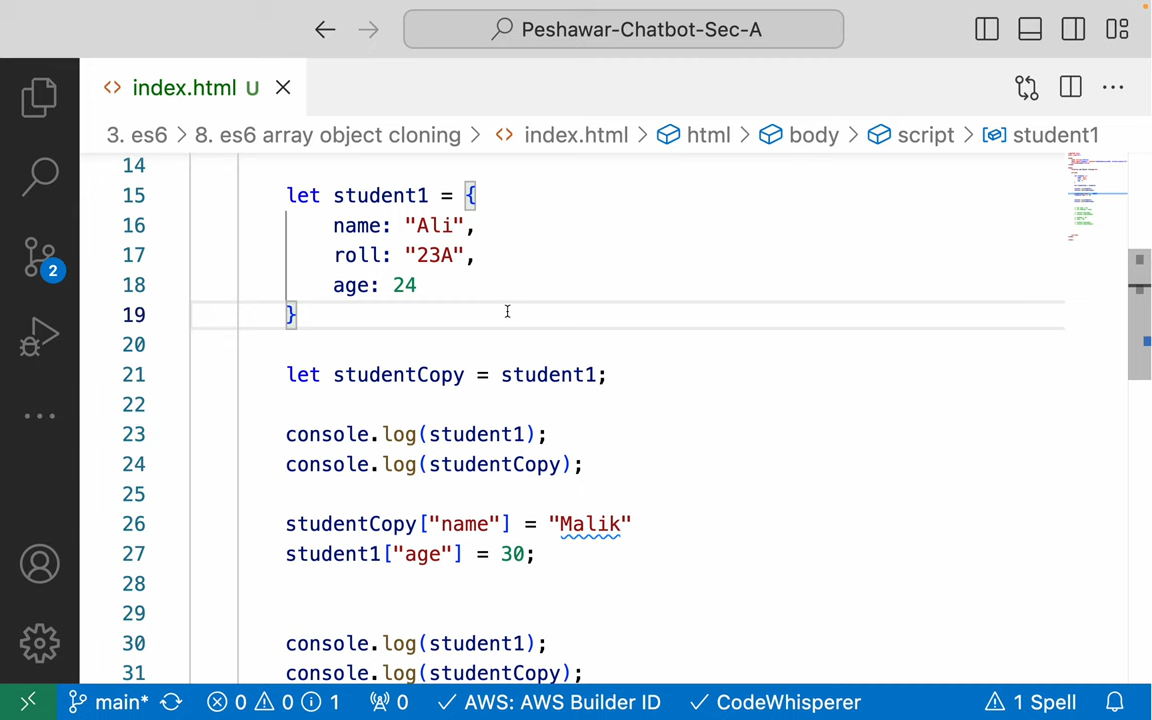 Peshawar-Chatbot-Sec-A
index.html U
3. es6 > 8. es6 array object cloning > index.html > html > body > script > student1
14
15 let student1 = {
16 name: "Ali",
17 roll: "23A",
18 age: 24
19 }
20
21 let studentCopy = student1;
22
23 console.log(student1);
24 console.log(studentCopy);
25
26 studentCopy["name"] = "Malik"
27 student1["age"] = 30;
28
29
30 console.log(student1);
31 console.log(studentCopy);
2
main* 0 0 1 0 AWS: AWS Builder ID CodeWhisperer 1 Spell